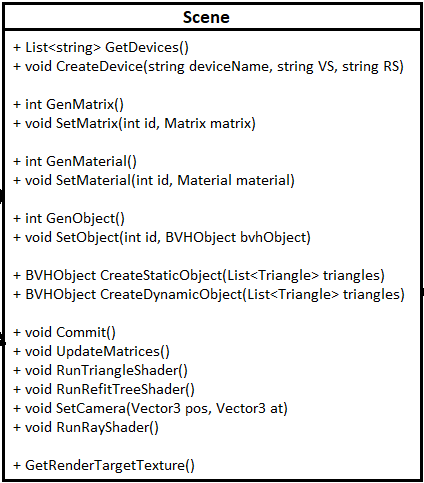 Scene
+ List<string> GetDevices()
+ void CreateDevice(string deviceName, string VS, string RS)
+ int GenMatrix()
+ void SetMatrix(int id, Matrix matrix)
+ int GenMaterial()
+ void SetMaterial(int id, Material material)
+ int GenObject()
+ void SetObject(int id, BVHObject bvhObject)
+ BVHObject CreateStaticObject(List<Triangle> triangles)
+ BVHObject CreateDynamicObject(List<Triangle> triangles)
+ void Commit()
+ void UpdateMatrices()
+ void RunTriangleShader()
+ void RunRefitTreeShader()
+ void SetCamera(Vector3 pos, Vector3 at)
+ void RunRayShader()
+ GetRenderTargetTexture()